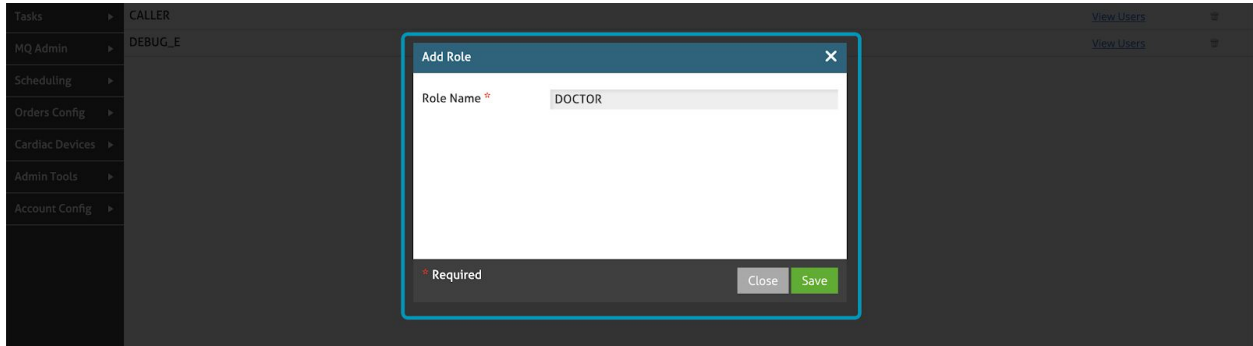 Tasks
CALLER
View Users
MQ Admin
DEBUG_E
View Users
Add Role
Scheduling
Role Name *
DOCTOR
Orders Config
Cardiac Devices
Admin Tools
Account Config
* Required
Close
Save